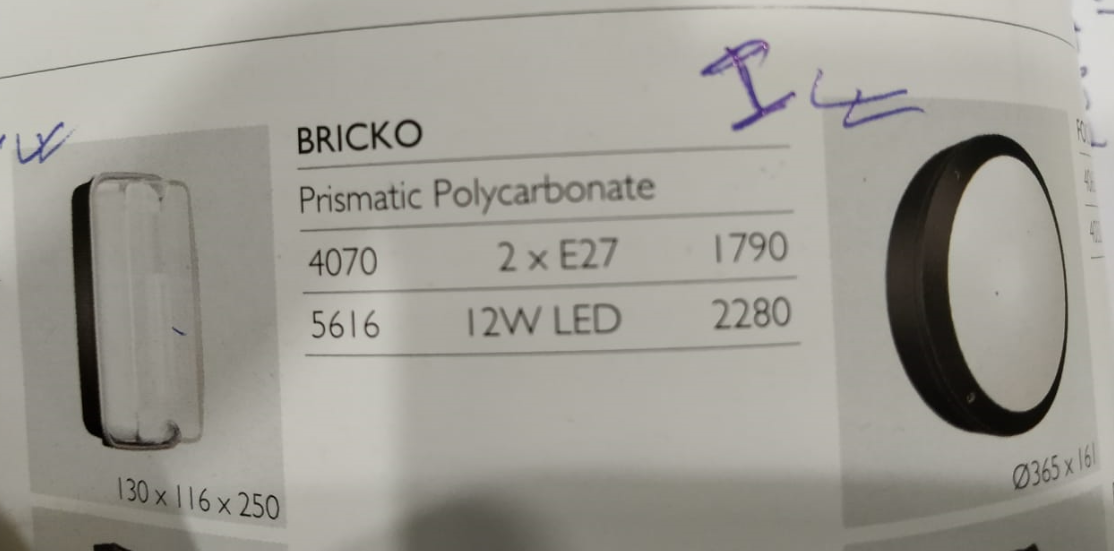 BRICKO
Prismatic Polycarbonate
4070 2 x E27 1790
5616 12W LED 2280
130 x 116 x 250
Ø365 x 161